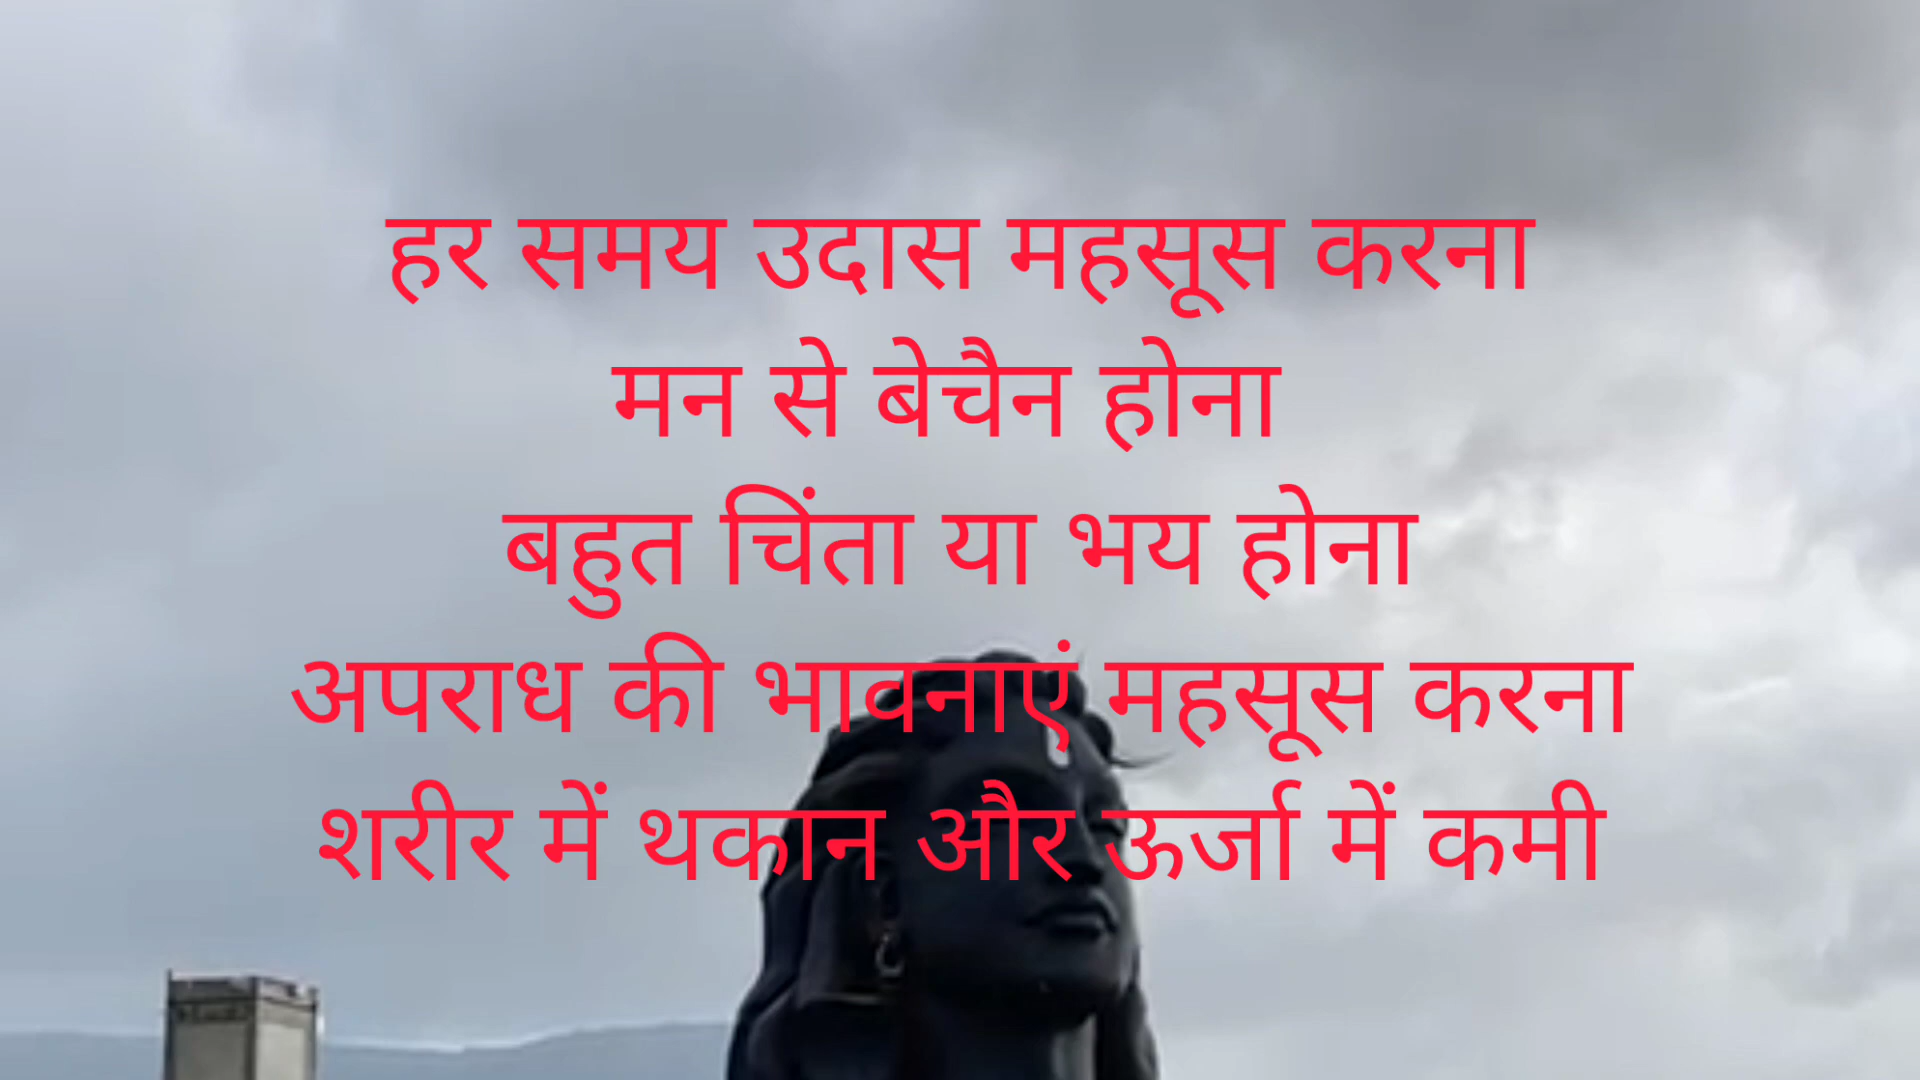 हर समय उदास महसूस करना
मन से बेचैन होना
बहुत चिंता या भय होना
अपराध की भावनाएं महसूस करना
शरीर में थकान और ऊर्जा में कमी